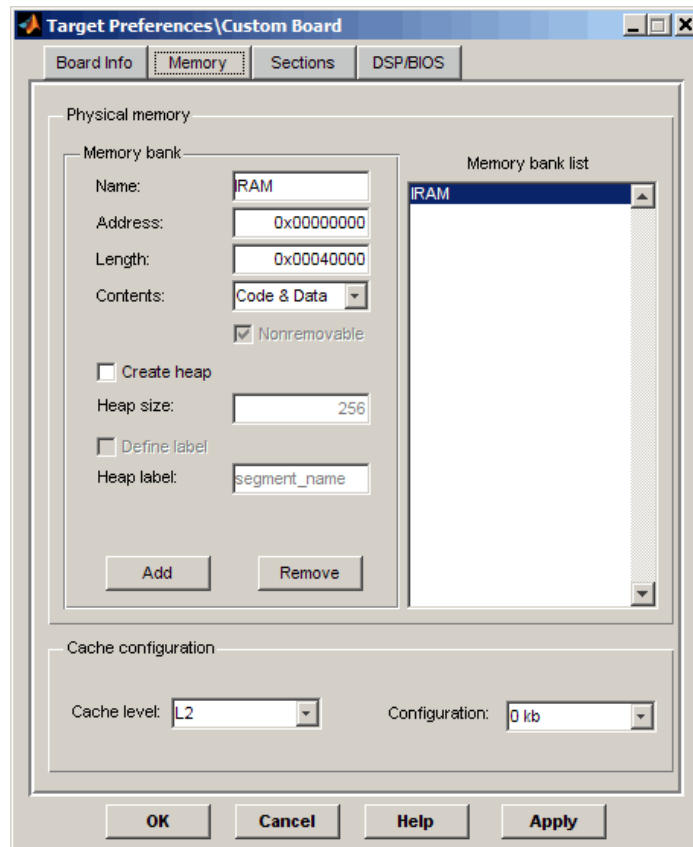 Target Preferences\Custom Board
Board Info Memory Sections DSP/BIOS
Physical memory
Memory bank
Memory bank list
Name: IRAM
IRAM
Address: 0x00000000
Length: 0x00040000
Contents: Code & Data
Nonremovable
Create heap
Heap size: 256
Define label
Heap label: segment_name
Add Remove
Cache configuration
Cache level: L2 Configuration: 0 kb
OK Cancel Help Apply